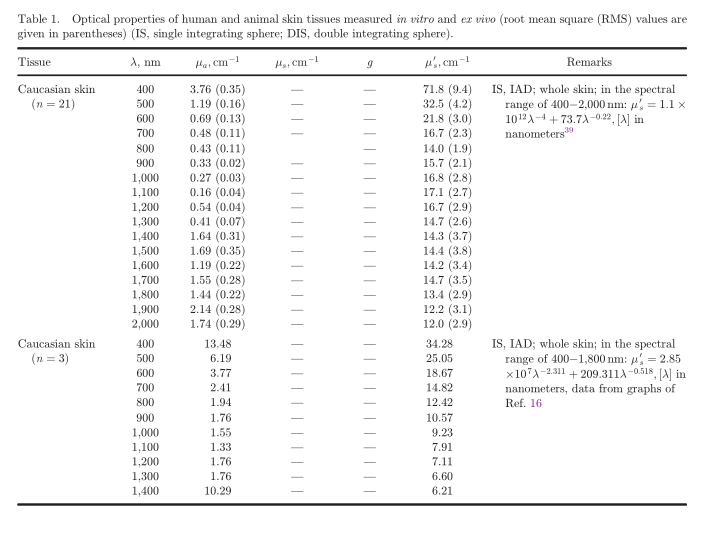 Table 1. Optical properties of human and animal skin tissues measured in vitro and ex vivo (root mean square (RMS) values are
given in parentheses) (IS, single integrating sphere; DIS, double integrating sphere).
Tissue λ, nm μa, cm−1 μs, cm−1 g μ′s, cm−1 Remarks
Caucasian skin 400 3.76 (0.35) — — 71.8 (9.4) IS, IAD; whole skin; in the spectral
(n = 21) 500 1.19 (0.16) — — 32.5 (4.2) range of 400–2,000 nm: μ′s = 1.1 ×
600 0.69 (0.13) — — 21.8 (3.0) 10^12λ^−4 + 73.7λ^−0.22, [λ] in
700 0.48 (0.11) — — 16.7 (2.3) nanometers39
800 0.43 (0.11) — 14.0 (1.9)
900 0.33 (0.02) — — 15.7 (2.1)
1,000 0.27 (0.03) — — 16.8 (2.8)
1,100 0.16 (0.04) — — 17.1 (2.7)
1,200 0.54 (0.04) — — 16.7 (2.9)
1,300 0.41 (0.07) — — 14.7 (2.6)
1,400 1.64 (0.31) — — 14.3 (3.7)
1,500 1.69 (0.35) — — 14.4 (3.8)
1,600 1.19 (0.22) — — 14.2 (3.4)
1,700 1.55 (0.28) — — 14.7 (3.5)
1,800 1.44 (0.22) — — 13.4 (2.9)
1,900 2.14 (0.28) — — 12.2 (3.1)
2,000 1.74 (0.29) — — 12.0 (2.9)
Caucasian skin 400 13.48 — — 34.28 IS, IAD; whole skin; in the spectral
(n = 3) 500 6.19 — — 25.05 range of 400–1,800 nm: μ′s = 2.85
600 3.77 — — 18.67 ×10^7λ^−2.311 + 209.311λ^−0.518, [λ] in
700 2.41 — — 14.82 nanometers, data from graphs of
800 1.94 — — 12.42 Ref. 16
900 1.76 — — 10.57
1,000 1.55 — — 9.23
1,100 1.33 — — 7.91
1,200 1.76 — — 7.11
1,300 1.76 — — 6.60
1,400 10.29 — — 6.21